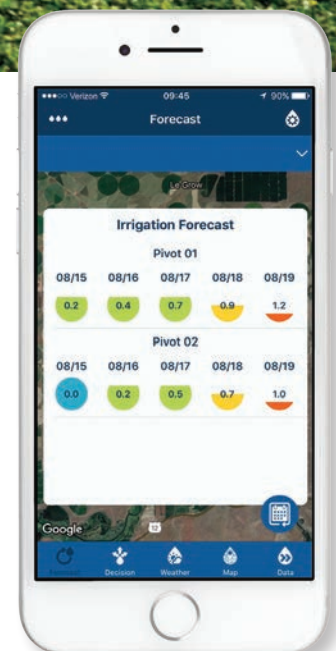 Verizon 09:45 90%
Forecast
Le Grow
Irrigation Forecast
Pivot 01
08/15 08/16 08/17 08/18 08/19
0.2 0.4 0.7 0.9 1.2
Pivot 02
08/15 08/16 08/17 08/18 08/19
0.0 0.2 0.5 0.7 1.0
Google 12
Forecast Decision Weather Map Data